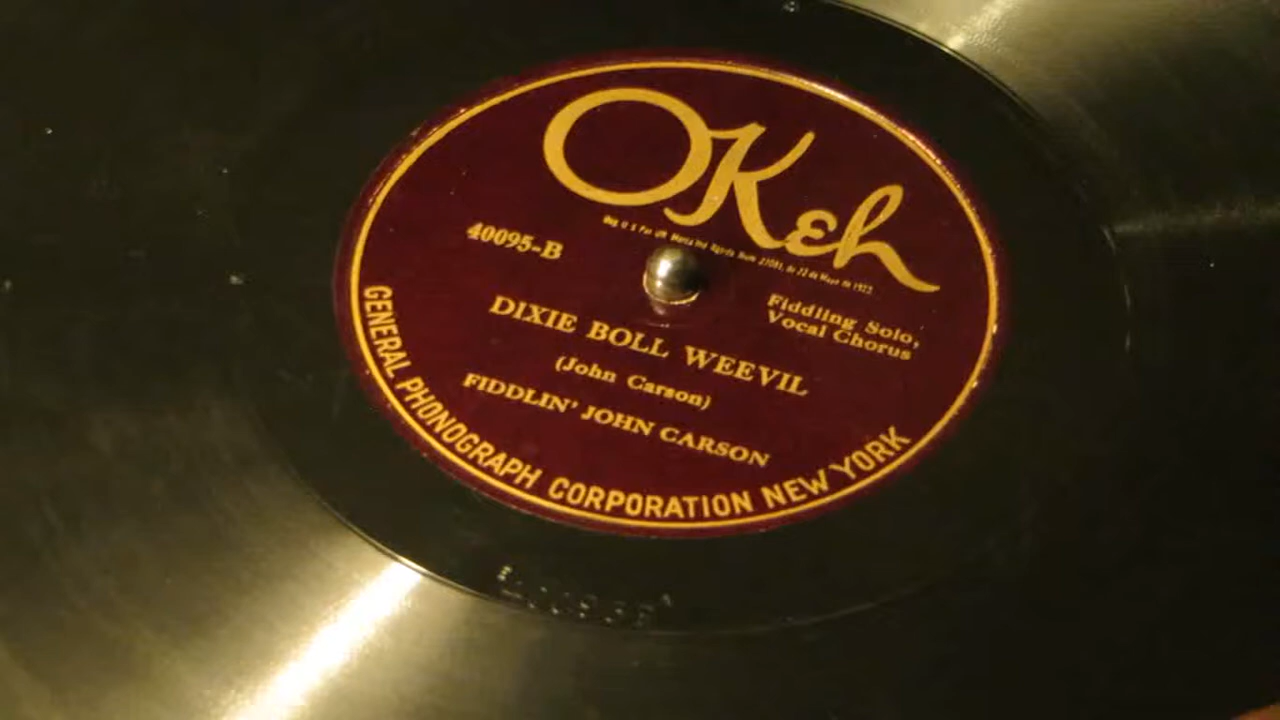 OKeh
40095-B
Fiddling Solo,
Vocal Chorus
DIXIE BOLL WEEVIL
(John Carson)
FIDDLIN' JOHN CARSON
GENERAL PHONOGRAPH CORPORATION NEW YORK